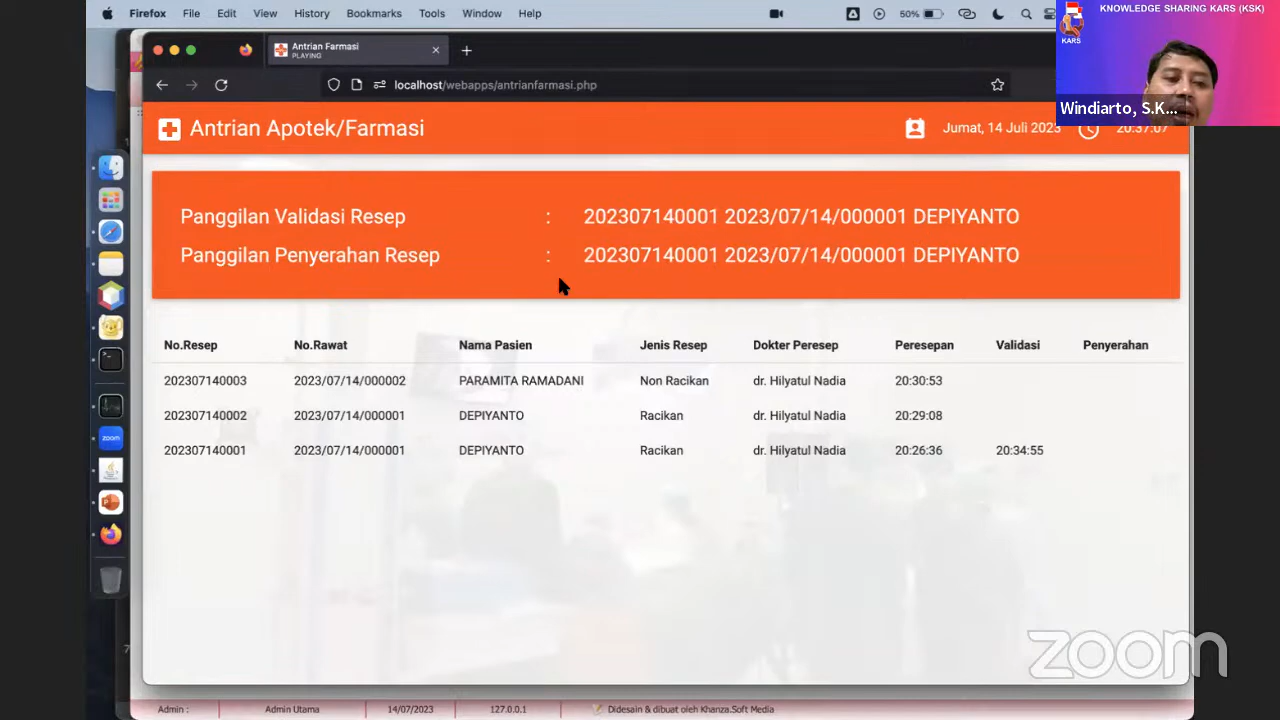 Firefox File Edit View History Bookmarks Tools Window Help 50%
KNOWLEDGE SHARING KARS (KSK)
KARS
Windiarto, S.K...
Antrian Farmasi
PLAYING
localhost/webapps/antrianfarmasi.php
Antrian Apotek/Farmasi Jumat, 14 Juli 2023 20:37:07
Panggilan Validasi Resep : 202307140001 2023/07/14/000001 DEPIYANTO
Panggilan Penyerahan Resep : 202307140001 2023/07/14/000001 DEPIYANTO
No.Resep No.Rawat Nama Pasien Jenis Resep Dokter Peresep Peresepan Validasi Penyerahan
202307140003 2023/07/14/000002 PARAMITA RAMADANI Non Racikan dr. Hilyatul Nadia 20:30:53
202307140002 2023/07/14/000001 DEPIYANTO Racikan dr. Hilyatul Nadia 20:29:08
202307140001 2023/07/14/000001 DEPIYANTO Racikan dr. Hilyatul Nadia 20:26:36 20:34:55
zoom
zoom
Admin : Admin Utama 14/07/2023 127.0.0.1 Didesain & dibuat oleh Khanza.Soft Media